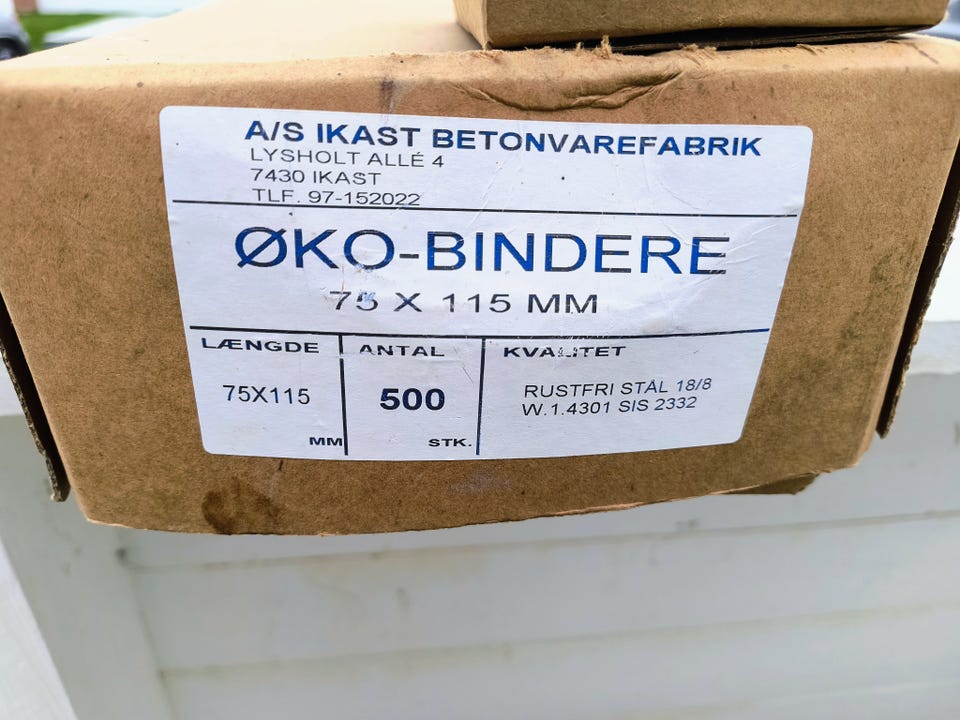 A/S IKAST BETONVAREFABRIK
LYSHOLT ALLÉ 4
7430 IKAST
TLF. 97-152022
ØKO-BINDERE
75 X 115 MM
LÆNGDE
75X115
MM
ANTAL
500
STK.
KVALITET
RUSTFRI STÅL 18/8
W.1.4301 SIS 2332